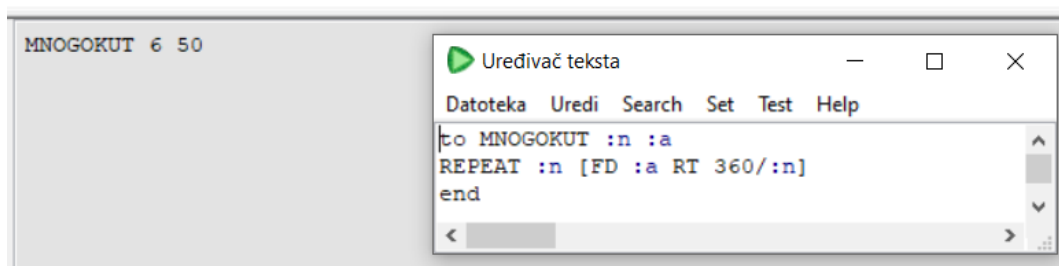 MNOGOKUT 6 50
Uređivač teksta
Datoteka Uredi Search Set Test Help
to MNOGOKUT :n :a
REPEAT :n [FD :a RT 360/:n]
end